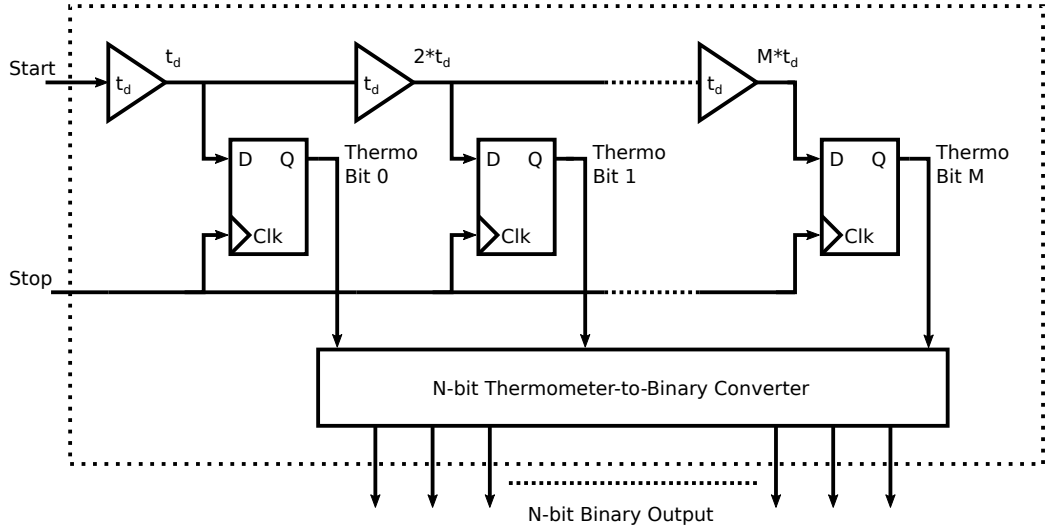 Start
t_d
t_d
t_d
2*t_d
t_d
M*t_d
D Q
Clk
Thermo
Bit 0
D Q
Clk
Thermo
Bit 1
D Q
Clk
Thermo
Bit M
Stop
N-bit Thermometer-to-Binary Converter
N-bit Binary Output